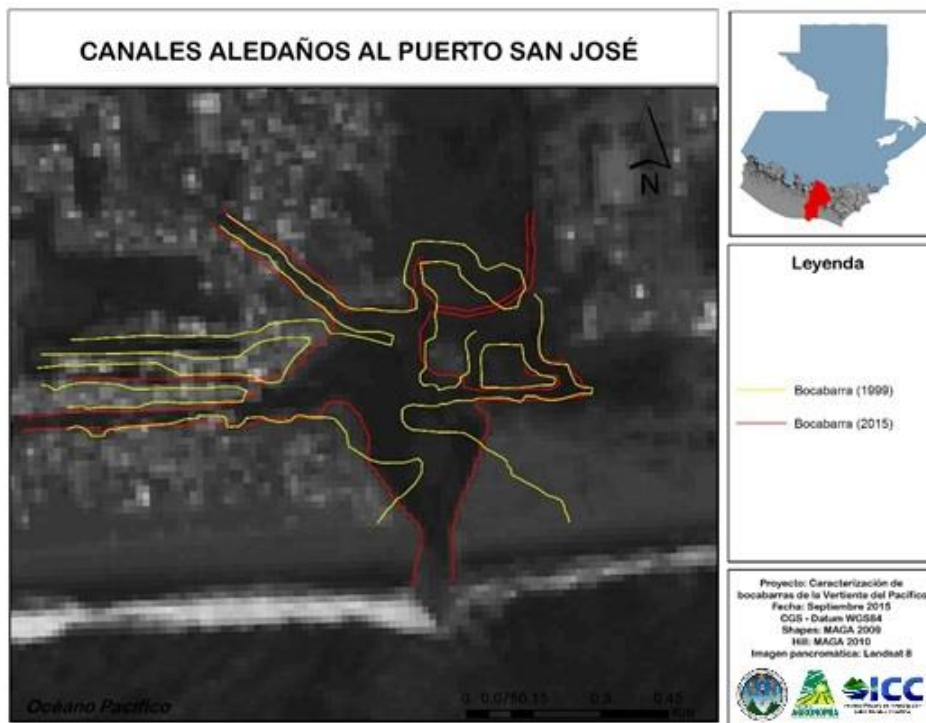 CANALES ALEDAÑOS AL PUERTO SAN JOSÉ
N
Leyenda
Bocabarra (1999)
Bocabarra (2015)
Proyecto: Caracterización de
bocabarras de la Vertiente del Pacífico
Fecha: Septiembre 2015
CGS - Datum WGS84
Shapes: MAGA 2009
Hill: MAGA 2010
Imagen pancromática: Landsat 8
Océano Pacífico
0 0.075 0.15 0.3 0.45
Km
AGRONOMIA
ICC